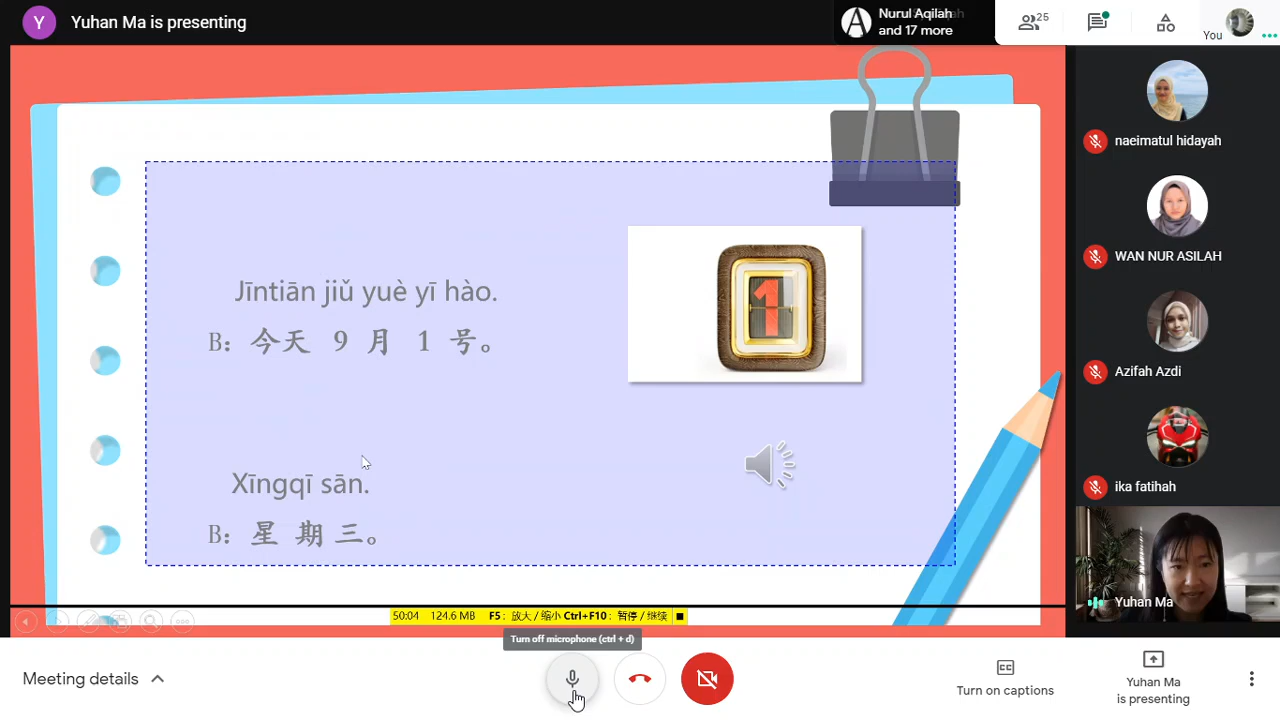 Y Yuhan Ma is presenting
Nurul Aqilah
and 17 more
25
You
naeimatul hidayah
WAN NUR ASILAH
Azifah Azdi
ika fatihah
Yuhan Ma
Jīntiān jiǔ yuè yī hào.
B: 今天 9 月 1 号。
1
Xīngqī sān.
B: 星 期 三。
50:04 124.6 MB F5: 放大 / 缩小 Ctrl+F10: 暂停 / 继续
Turn off microphone (ctrl + d)
Meeting details
CC
Turn on captions
Yuhan Ma
is presenting